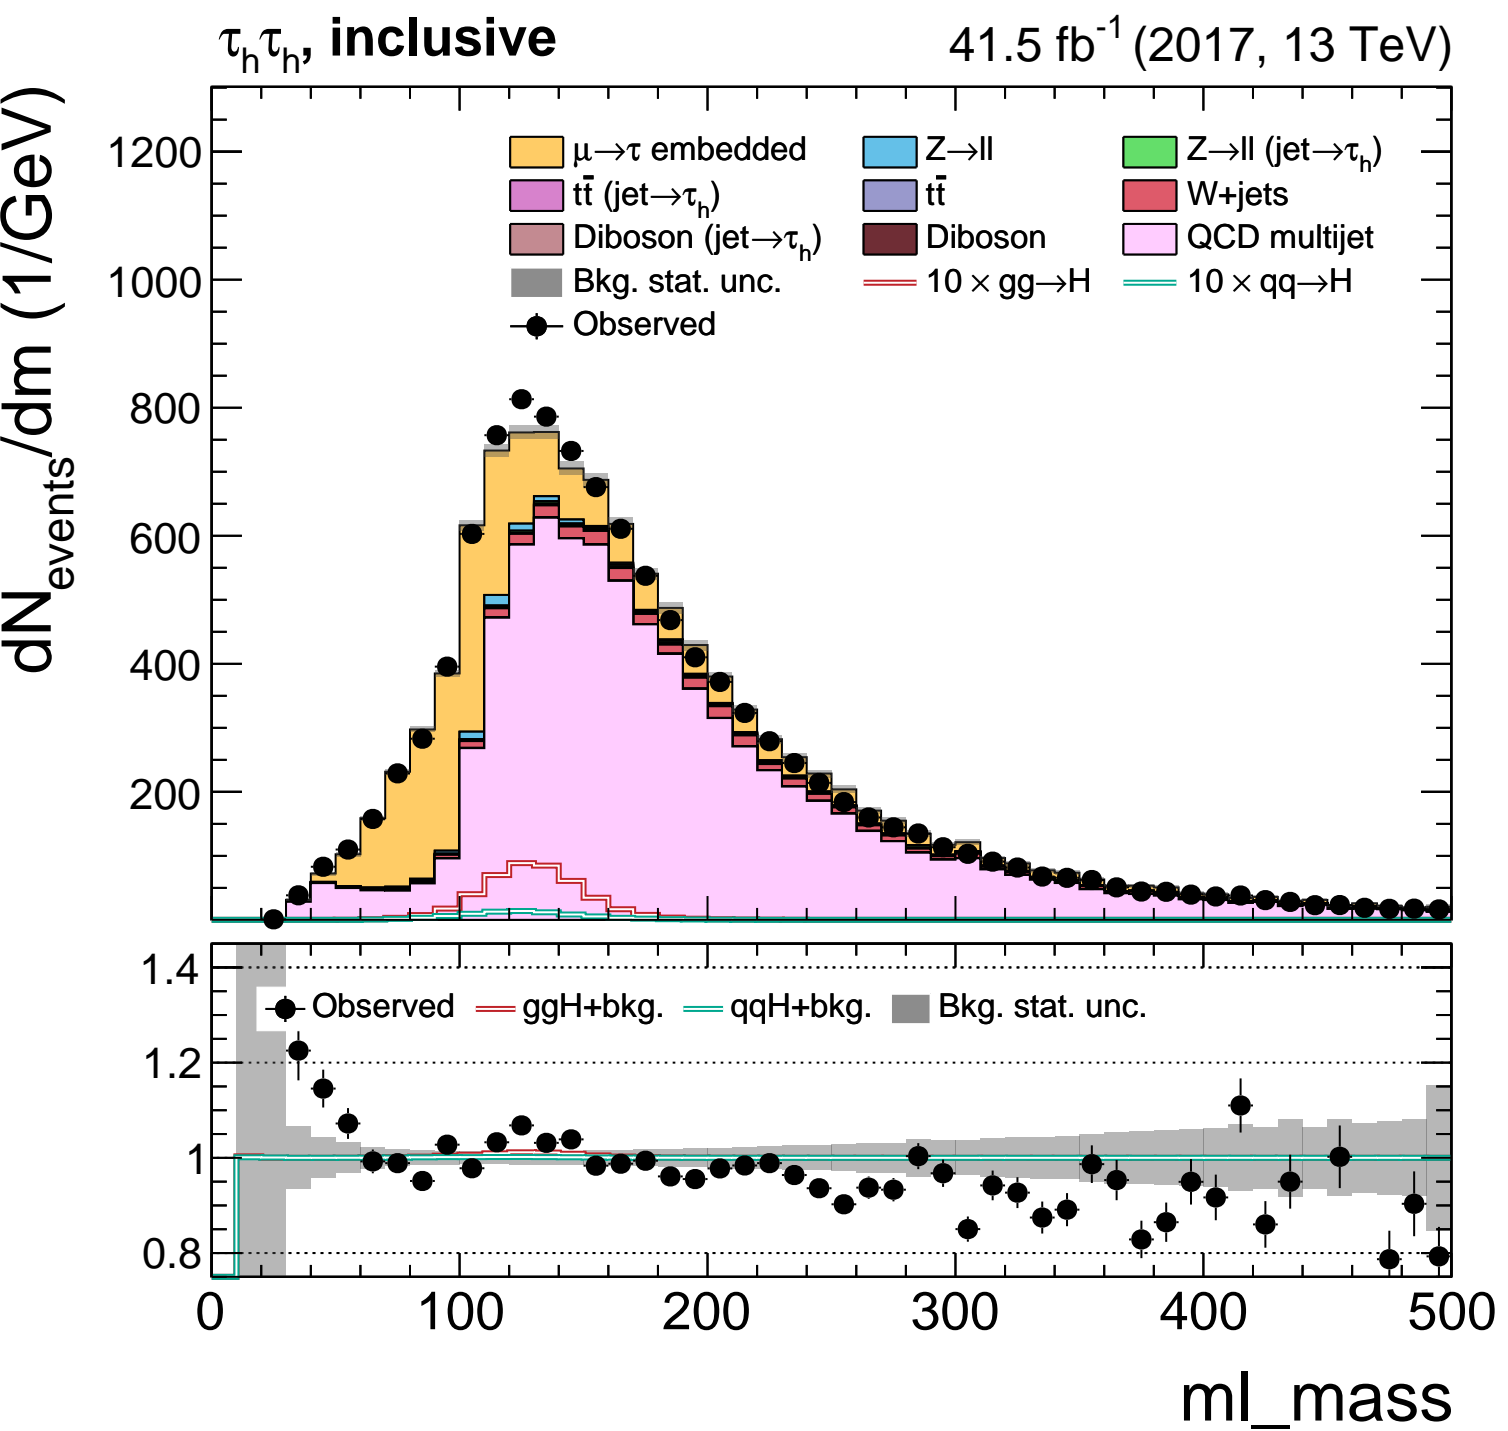 τhτh, inclusive 41.5 fb-1 (2017, 13 TeV)
dNevents/dm (1/GeV)
1200
1000
800
600
400
200
μ→τ embedded Z→ll Z→ll (jet→τh)
tt̄ (jet→τh) tt̄ W+jets
Diboson (jet→τh) Diboson QCD multijet
Bkg. stat. unc. 10 × gg→H 10 × qq→H
Observed
1.4
1.2
1
0.8
Observed ggH+bkg. qqH+bkg. Bkg. stat. unc.
0 100 200 300 400 500
ml_mass